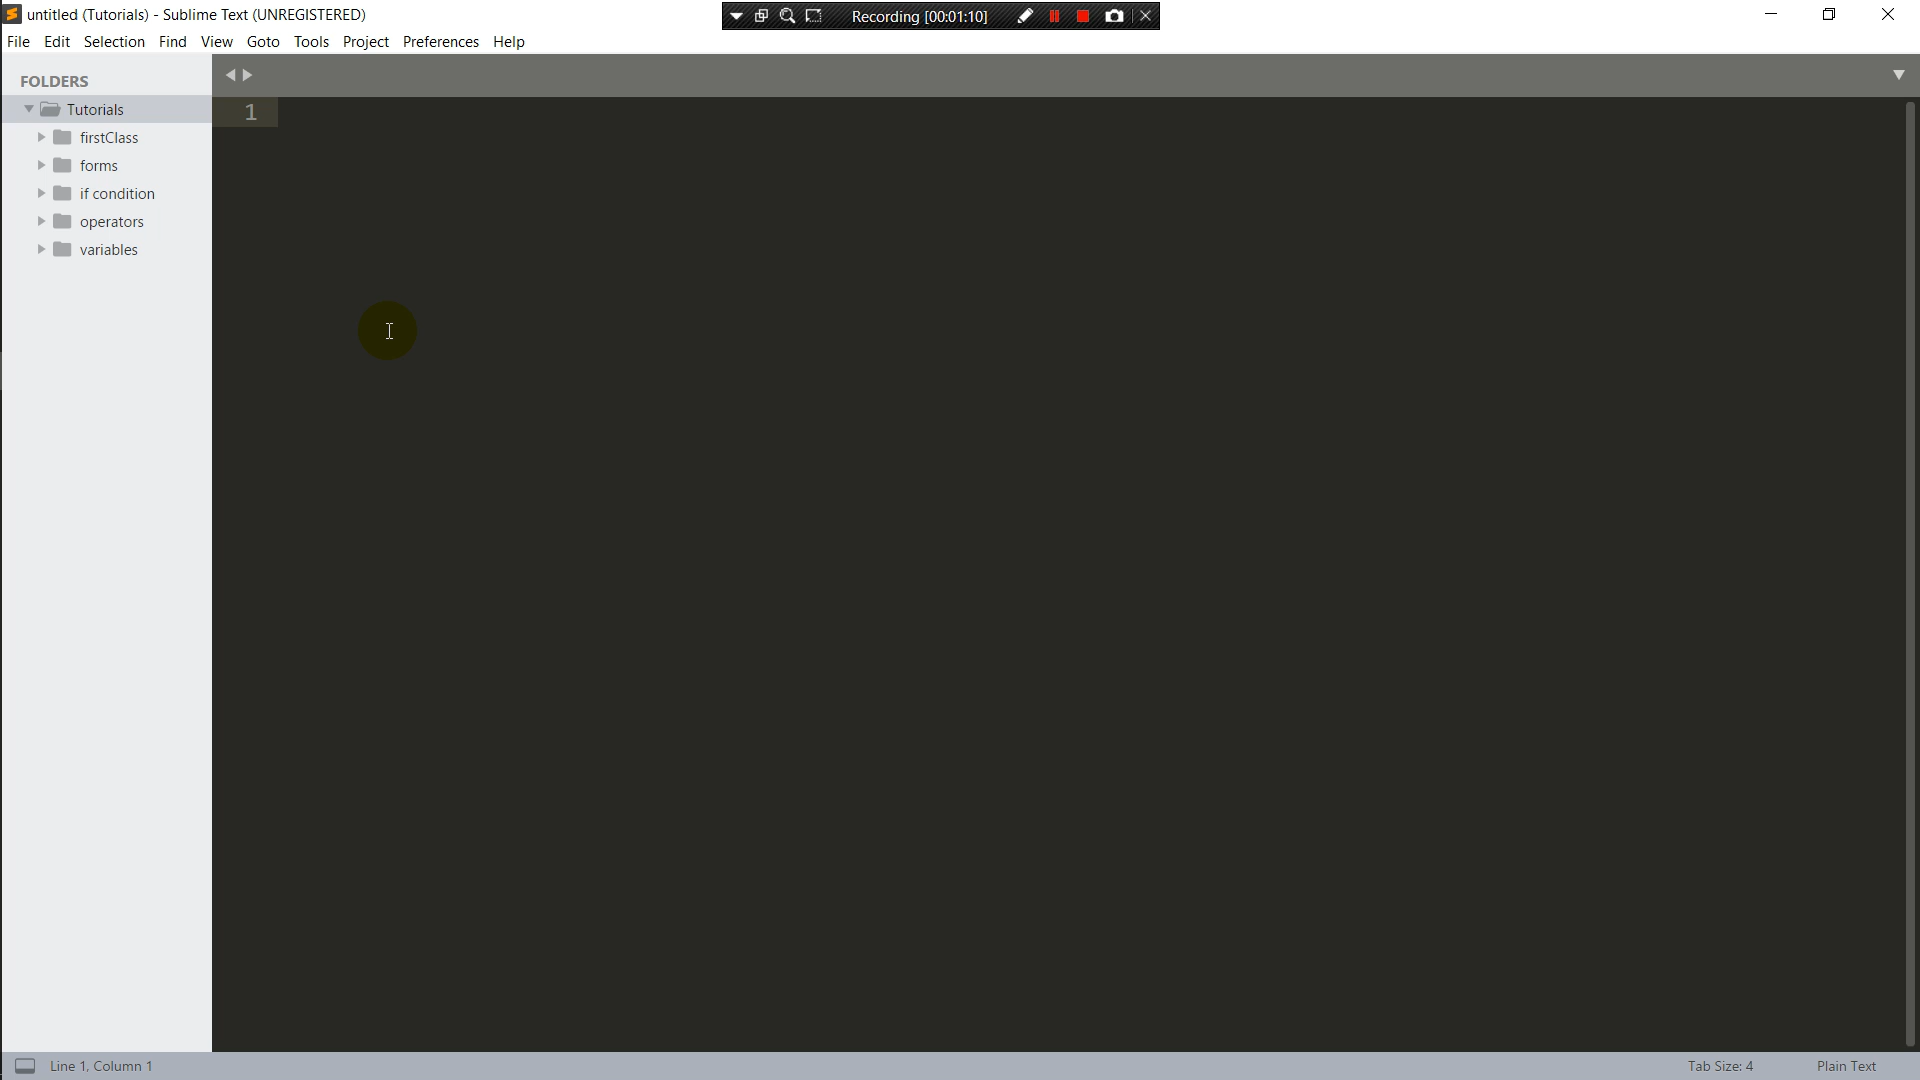 untitled (Tutorials) - Sublime Text (UNREGISTERED)
Recording [00:01:10]
File Edit Selection Find View Goto Tools Project Preferences Help
FOLDERS
Tutorials
1
firstClass
forms
if condition
operators
variables
Line 1, Column 1
Tab Size: 4
Plain Text